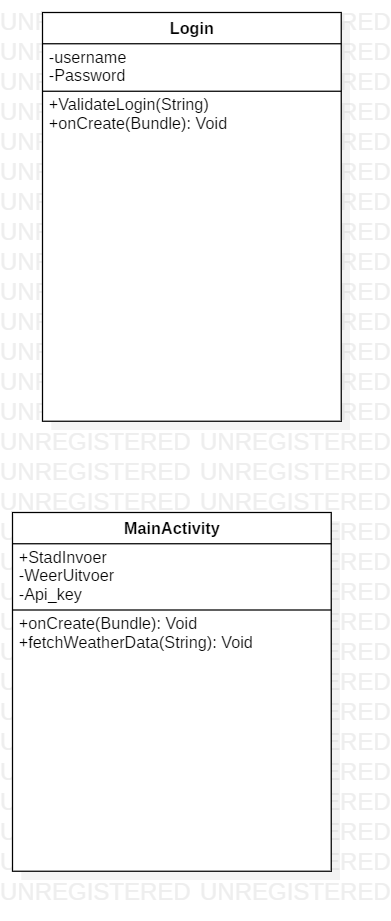 Login
-username
-Password
+ValidateLogin(String)
+onCreate(Bundle): Void
UNREGISTERED UNREGISTERED
UNREGISTERED UNREGISTERED
UNREGISTERED UNREGISTERED
MainActivity
+StadInvoer
-WeerUitvoer
-Api_key
+onCreate(Bundle): Void
+fetchWeatherData(String): Void
UNREGISTERED UNREGISTERED